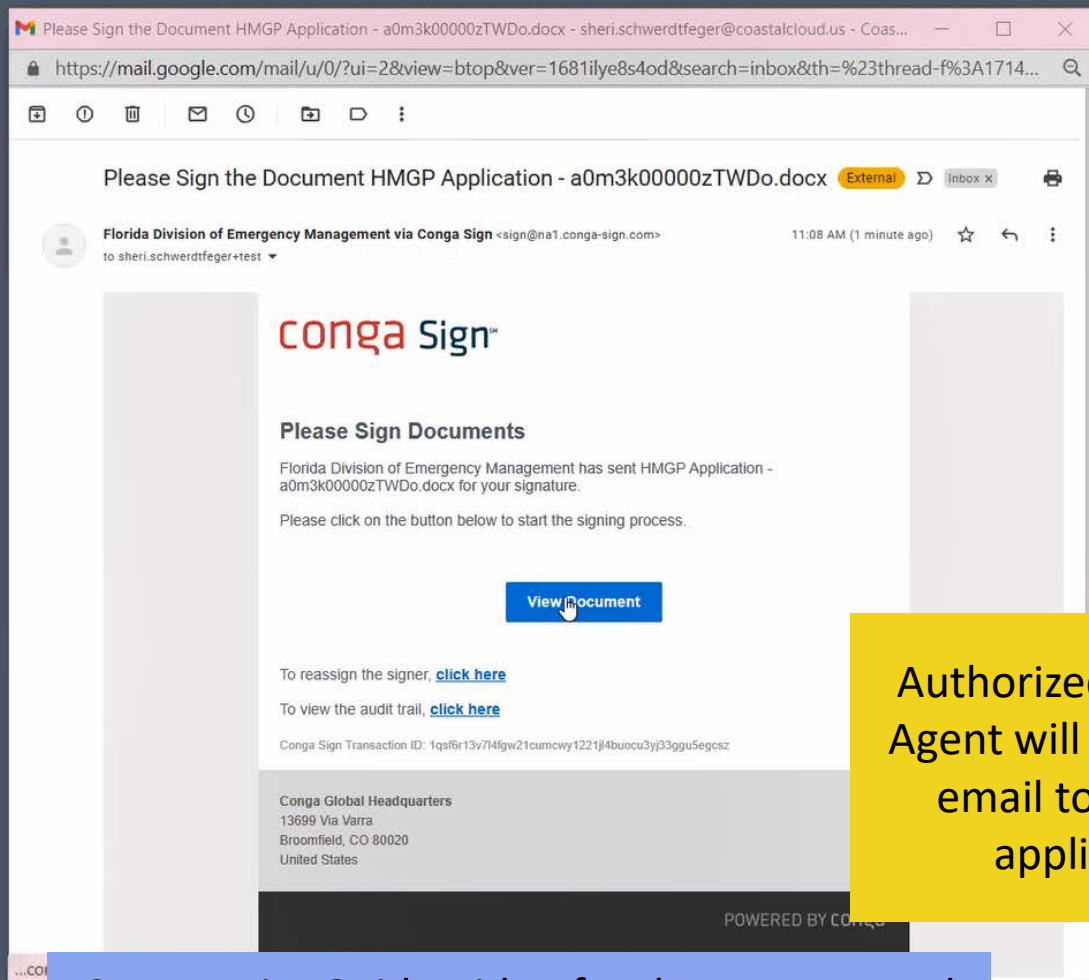 Please Sign the Document HMGP Application - a0m3k00000zTWDo.docx - sheri.schwerdtfeger@coastalcloud.us - Coas...
https://mail.google.com/mail/u/0/?ui=2&view=btop&ver=1681ilye8s4od&search=inbox&th=%23thread-f%3A1714...
Please Sign the Document HMGP Application - a0m3k00000zTWDo.docx External Inbox x
Florida Division of Emergency Management via Conga Sign <sign@na1.conga-sign.com> 11:08 AM (1 minute ago)
to sheri.schwerdtfeger+test
conga Sign℠
Please Sign Documents
Florida Division of Emergency Management has sent HMGP Application -
a0m3k00000zTWDo.docx for your signature.
Please click on the button below to start the signing process.
View Document
To reassign the signer, click here
To view the audit trail, click here
Conga Sign Transaction ID:
Conga Global Headquarters
13699 Via Varra
Broomfield, CO 80020
United States
POWERED BY conga
Agent will
email to
appli